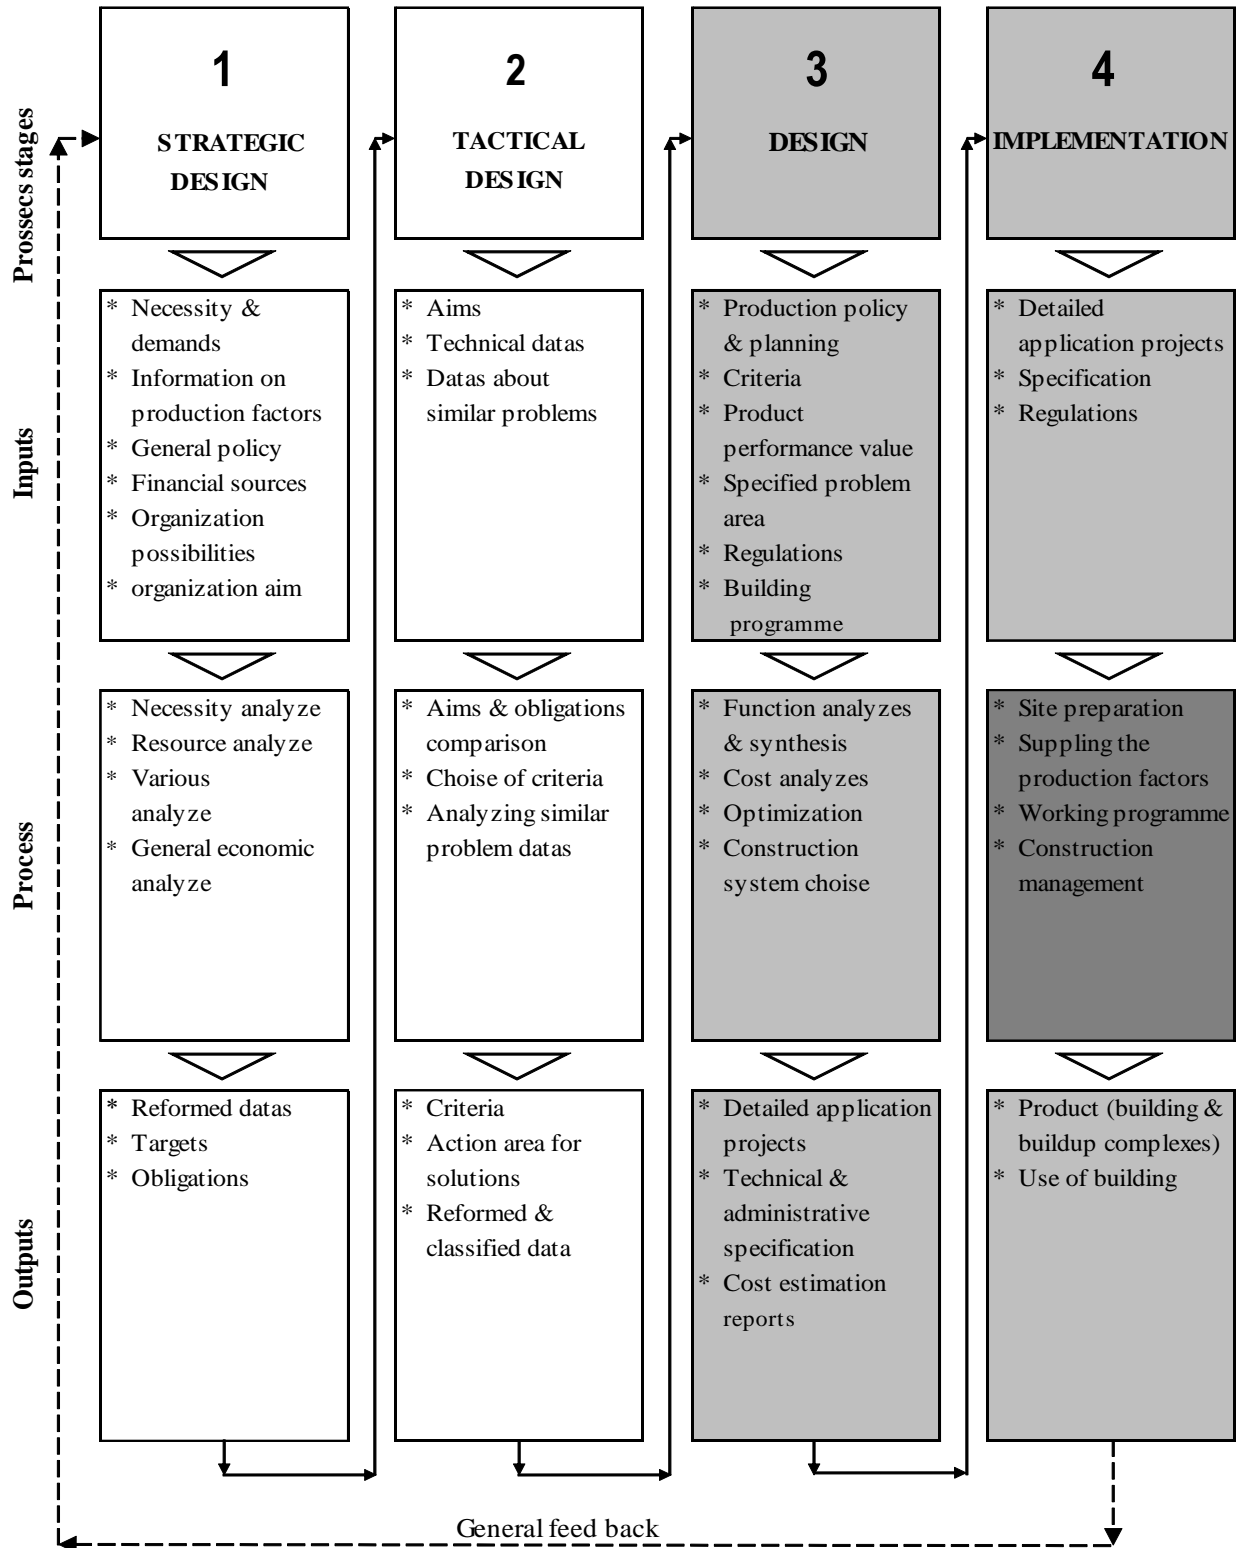 Prossecs stages
1
STRATEGIC
DESIGN
2
TACTICAL
DESIGN
3
DESIGN
4
IMPLEMENTATION
Inputs
* Necessity &
demands
* Information on
production factors
* General policy
* Financial sources
* Organization
possibilities
* organization aim
* Aims
* Technical datas
* Datas about
similar problems
* Production policy
& planning
* Criteria
* Product
performance value
* Specified problem
area
* Regulations
* Building
programme
* Detailed
application projects
* Specification
* Regulations
Process
* Necessity analyze
* Resource analyze
* Various
analyze
* General economic
analyze
* Aims & obligations
comparison
* Choise of criteria
* Analyzing similar
problem datas
* Function analyzes
& synthesis
* Cost analyzes
* Optimization
* Construction
system choise
* Site preparation
* Suppling the
production factors
* Working programme
* Construction
management
Outputs
* Reformed datas
* Targets
* Obligations
* Criteria
* Action area for
solutions
* Reformed &
classified data
* Detailed application
projects
* Technical &
administrative
specification
* Cost estimation
reports
* Product (building &
buildup complexes)
* Use of building
General feed back